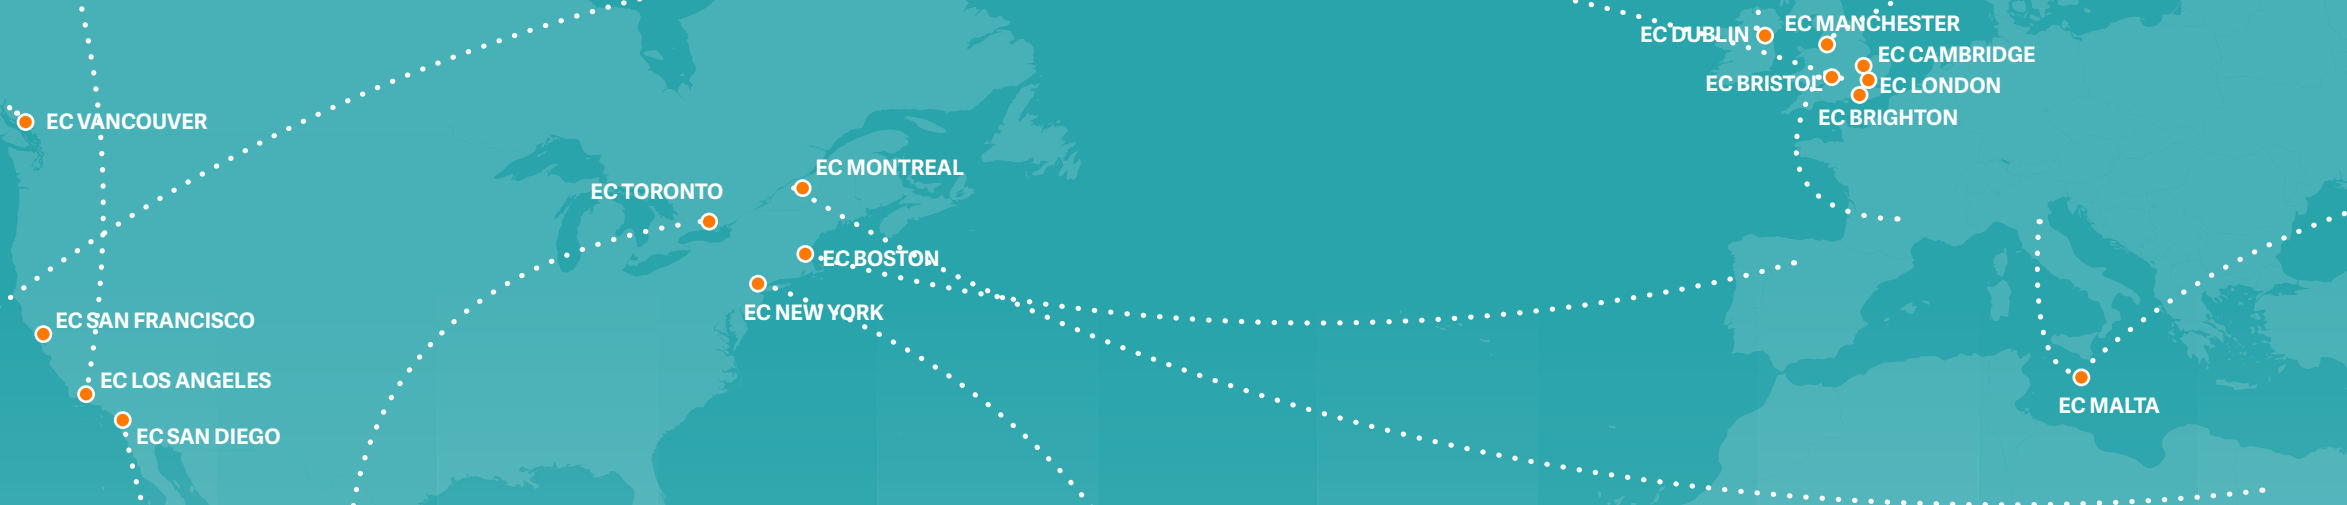 EC VANCOUVER
EC SAN FRANCISCO
EC LOS ANGELES
EC SAN DIEGO
EC TORONTO
EC MONTREAL
EC BOSTON
EC NEW YORK
EC DUBLIN
EC MANCHESTER
EC CAMBRIDGE
EC BRISTOL
EC LONDON
EC BRIGHTON
EC MALTA